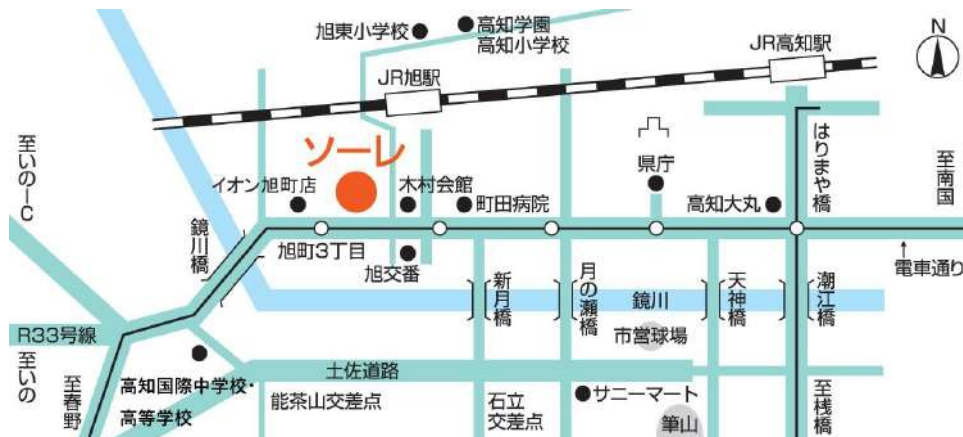 旭東小学校
高知学園
高知小学校
JR高知駅
N
JR旭駅
至いのIC
ソーレ
イオン旭町店
木村会館
町田病院
県庁
高知大丸
はりまや橋
至南国
鏡川橋
旭町3丁目
旭交番
電車通り
新月橋
月の瀬橋
鏡川
天神橋
潮江橋
R33号線
市営球場
至いの
至春野
高知国際中学校・
高等学校
土佐道路
能茶山交差点
石立
交差点
サニーマート
筆山
至桟橋